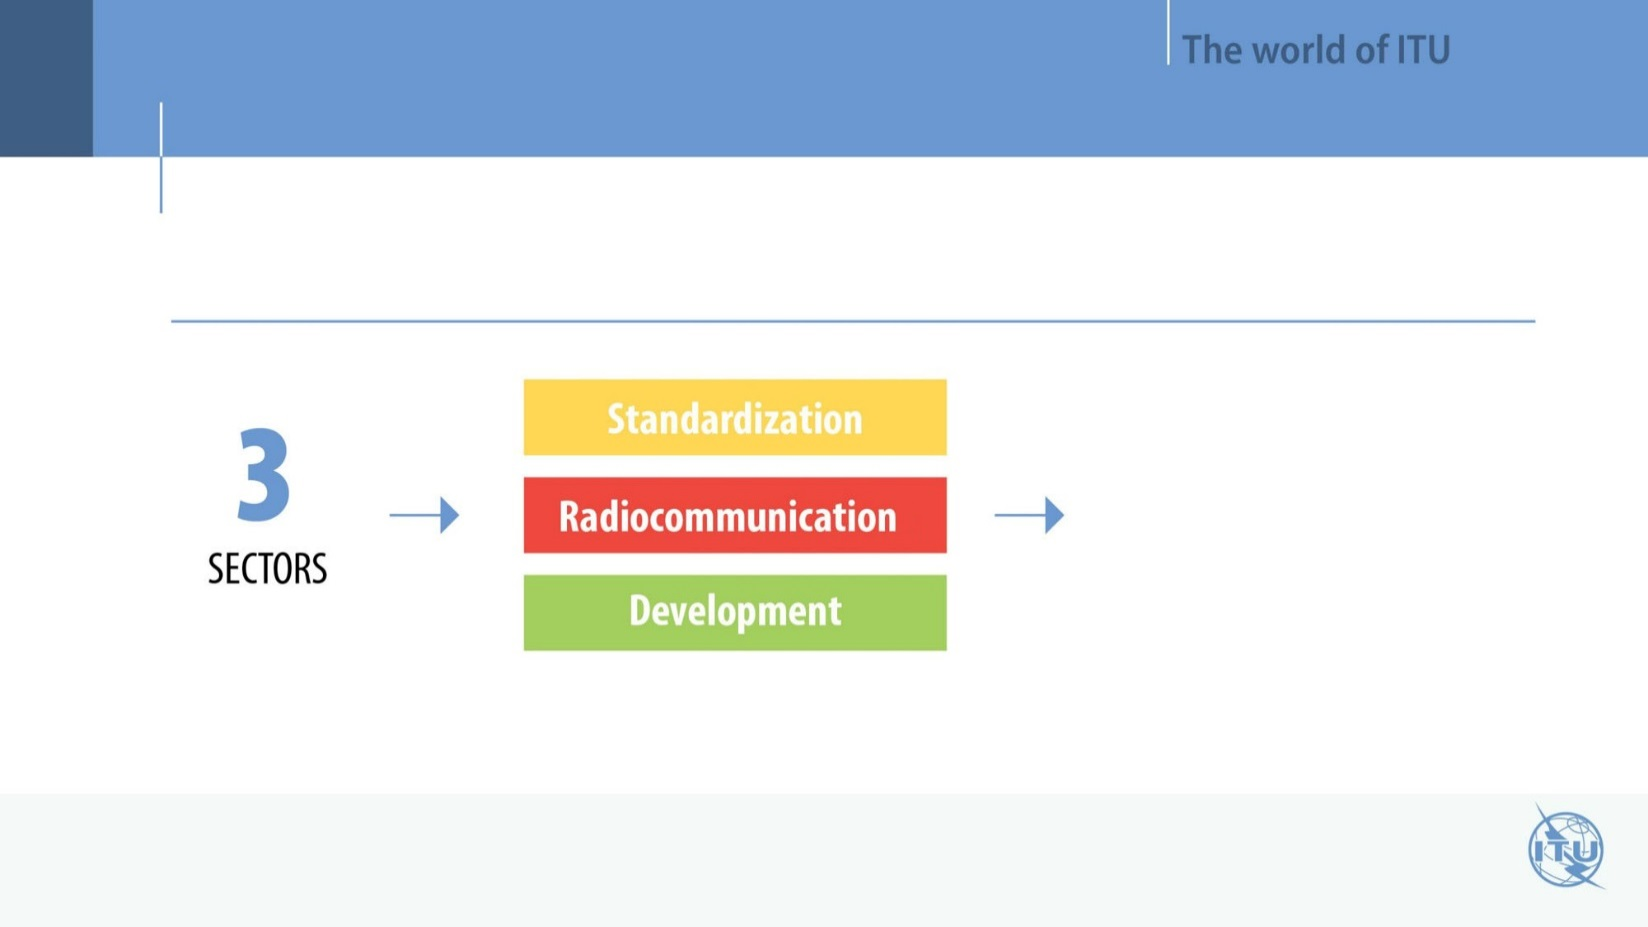 The world of ITU
3
SECTORS
Standardization
Radiocommunication
Development
ITU